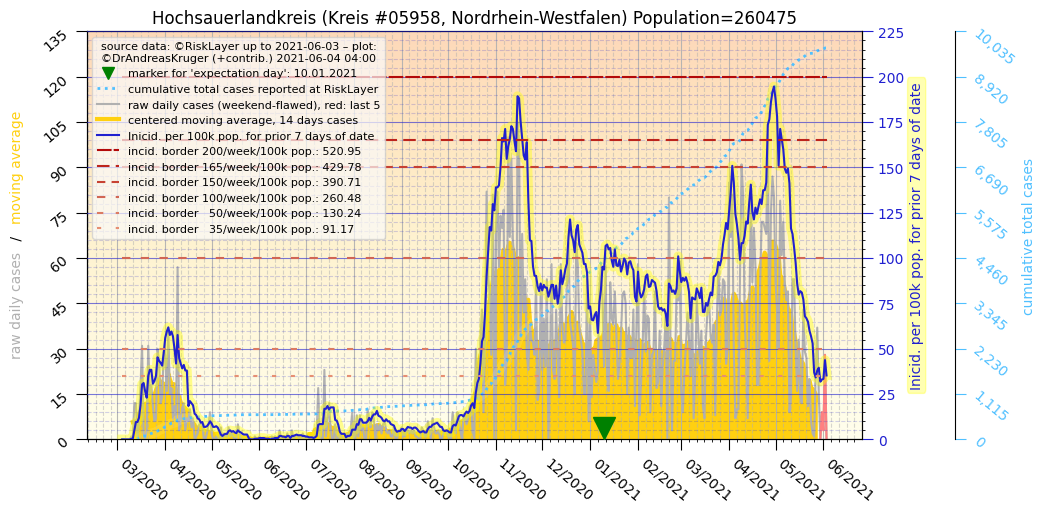 Hochsauerlandkreis (Kreis #05958, Nordrhein-Westfalen) Population=260475
source data: ©RiskLayer up to 2021-06-03 – plot:
©DrAndreasKruger (+contrib.) 2021-06-04 04:00
marker for 'expectation day': 10.01.2021
cumulative total cases reported at RiskLayer
raw daily cases (weekend-flawed), red: last 5
centered moving average, 14 days cases
Inicid. per 100k pop. for prior 7 days of date
incid. border 200/week/100k pop.: 520.95
incid. border 165/week/100k pop.: 429.78
incid. border 150/week/100k pop.: 390.71
incid. border 100/week/100k pop.: 260.48
incid. border   50/week/100k pop.: 130.24
incid. border   35/week/100k pop.: 91.17
raw daily cases / moving average
135
120
105
90
75
60
45
30
15
0
225
200
175
150
125
100
75
50
25
0
Inicid. per 100k pop. for prior 7 days of date
10,035
8,920
7,805
6,690
5,575
4,460
3,345
2,230
1,115
0
cumulative total cases
03/2020
04/2020
05/2020
06/2020
07/2020
08/2020
09/2020
10/2020
11/2020
12/2020
01/2021
02/2021
03/2021
04/2021
05/2021
06/2021